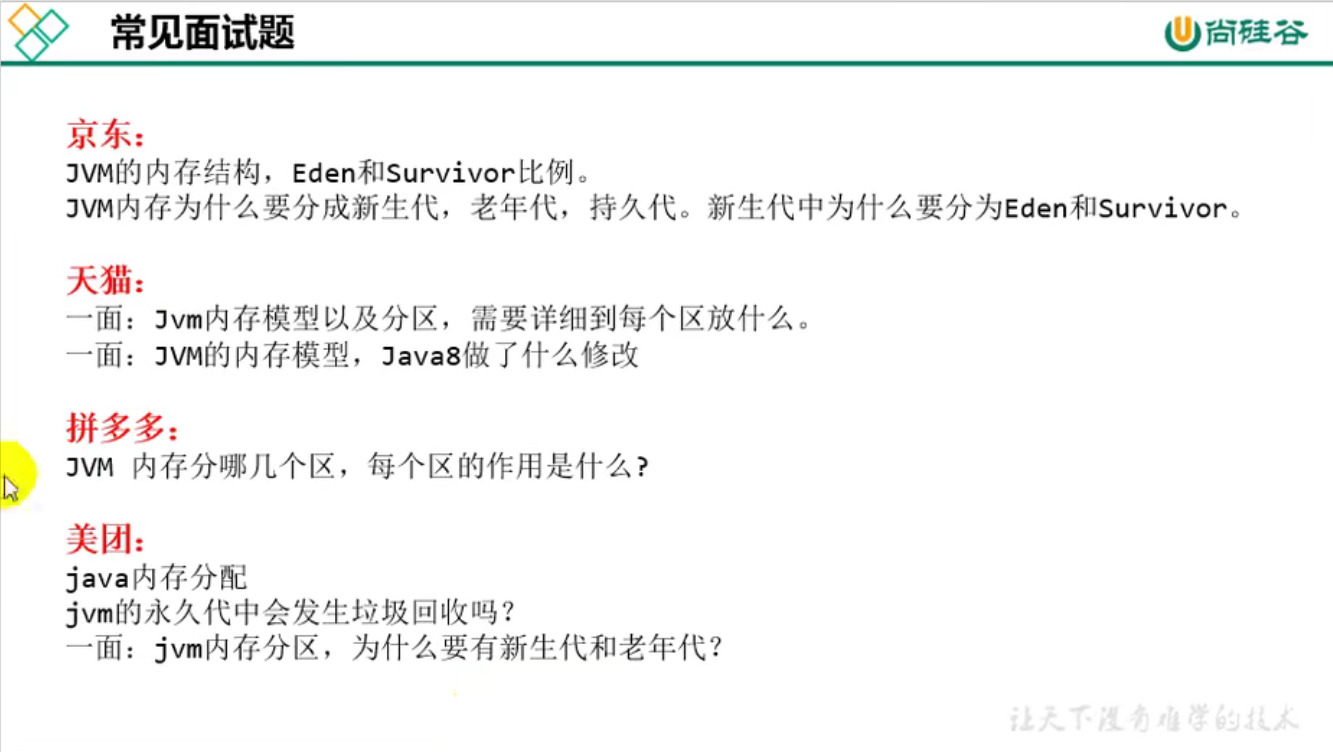 常见面试题
尚硅谷
京东：
JVM的内存结构，Eden和Survivor比例。
JVM内存为什么要分成新生代，老年代，持久代。新生代中为什么要分为Eden和Survivor。
天猫：
一面：Jvm内存模型以及分区，需要详细到每个区放什么。
一面：JVM的内存模型，Java8做了什么修改
拼多多：
JVM 内存分哪几个区，每个区的作用是什么?
美团：
java内存分配
jvm的永久代中会发生垃圾回收吗？
一面：jvm内存分区，为什么要有新生代和老年代？
让天下没有难学的技术